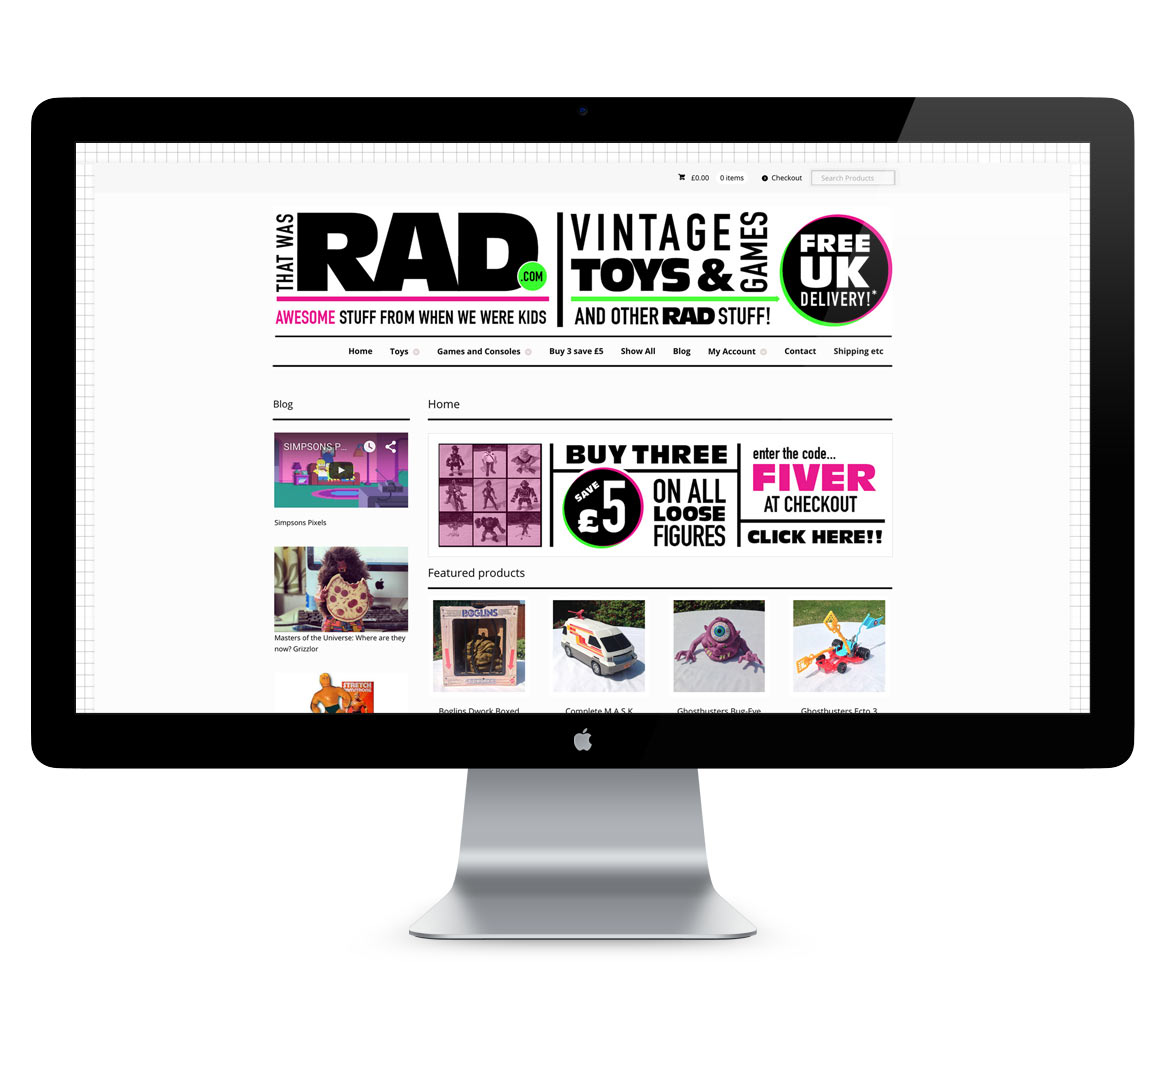 £0.00 0 items Checkout Search Products
THAT WAS
RAD
.COM
AWESOME STUFF FROM WHEN WE WERE KIDS
VINTAGE
TOYS &
GAMES
AND OTHER RAD STUFF!
FREE
UK
DELIVERY!*
Home Toys Games and Consoles Buy 3 save £5 Show All Blog My Account Contact Shipping etc
Blog
SIMPSONS P...
Simpsons Pixels
Masters of the Universe: Where are they
now? Grizzlor
STRETCH
Home
BUY THREE
SAVE
£5
ON ALL
LOOSE
FIGURES
enter the code...
FIVER
AT CHECKOUT
CLICK HERE!!
Featured products
BOGLINS
Boglins Dwork Boxed Complete M.A.S.K Ghostbusters Bug-Eye Ghostbusters Ecto 3